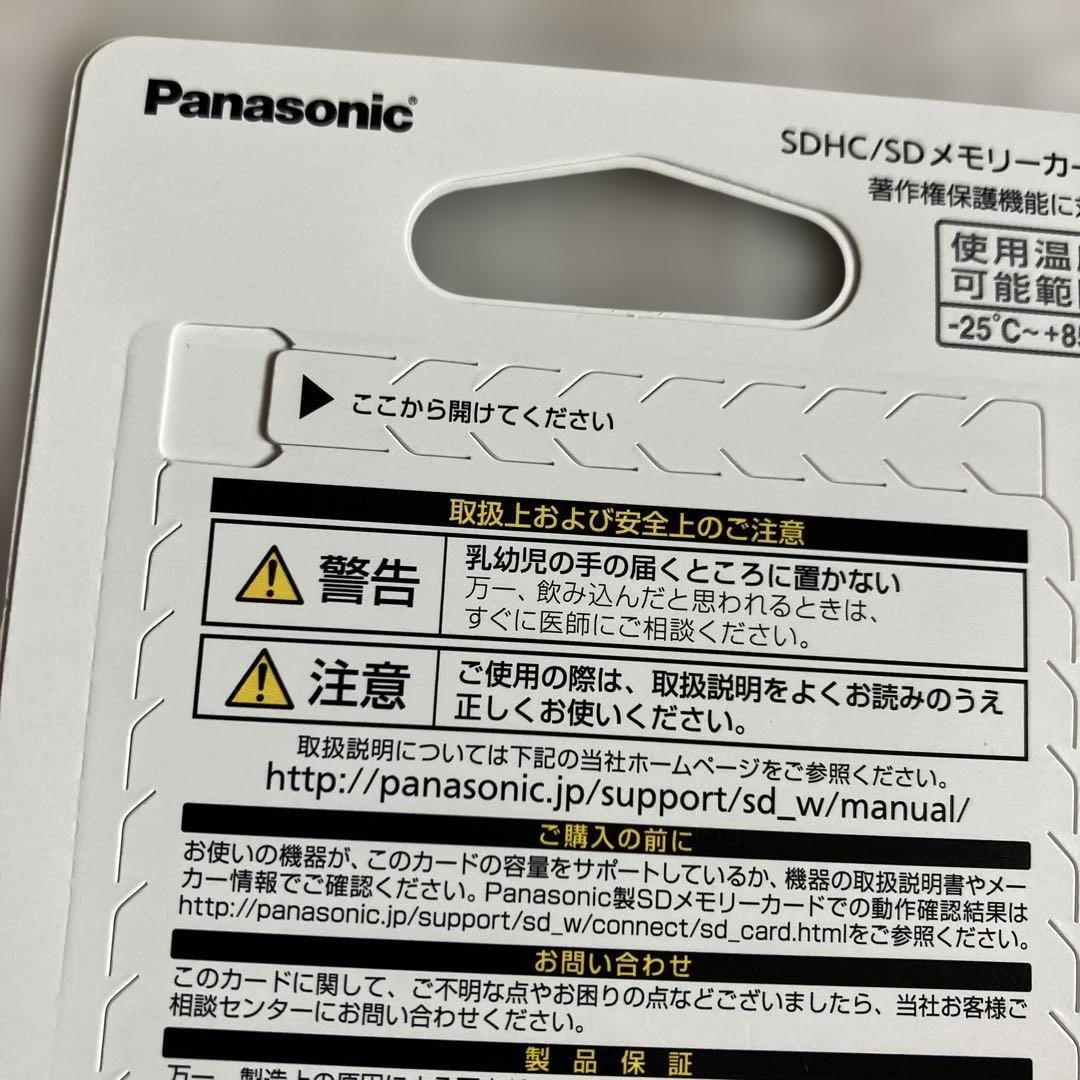 Panasonic®
SDHC/SDメモリーカー
著作権保護機能に
使用温
可能範
-25℃~+85
▶ ここから開けてください
取扱上および安全上のご注意
警告
乳幼児の手の届くところに置かない
万一、飲み込んだと思われるときは、
すぐに医師にご相談ください。
注意
ご使用の際は、取扱説明をよくお読みのうえ
正しくお使いください。
取扱説明については下記の当社ホームページをご参照ください。
http://panasonic.jp/support/sd_w/manual/
ご購入の前に
お使いの機器が、このカードの容量をサポートしているか、機器の取扱説明書やメー
カー情報でご確認ください。Panasonic製SDメモリーカードでの動作確認結果は
http://panasonic.jp/support/sd_w/connect/sd_card.htmlをご参照ください。
お問い合わせ
このカードに関して、ご不明な点やお困りの点などございましたら、当社お客様ご
相談センターにお問い合わせください。
製品保証
万一、製造上の原因による